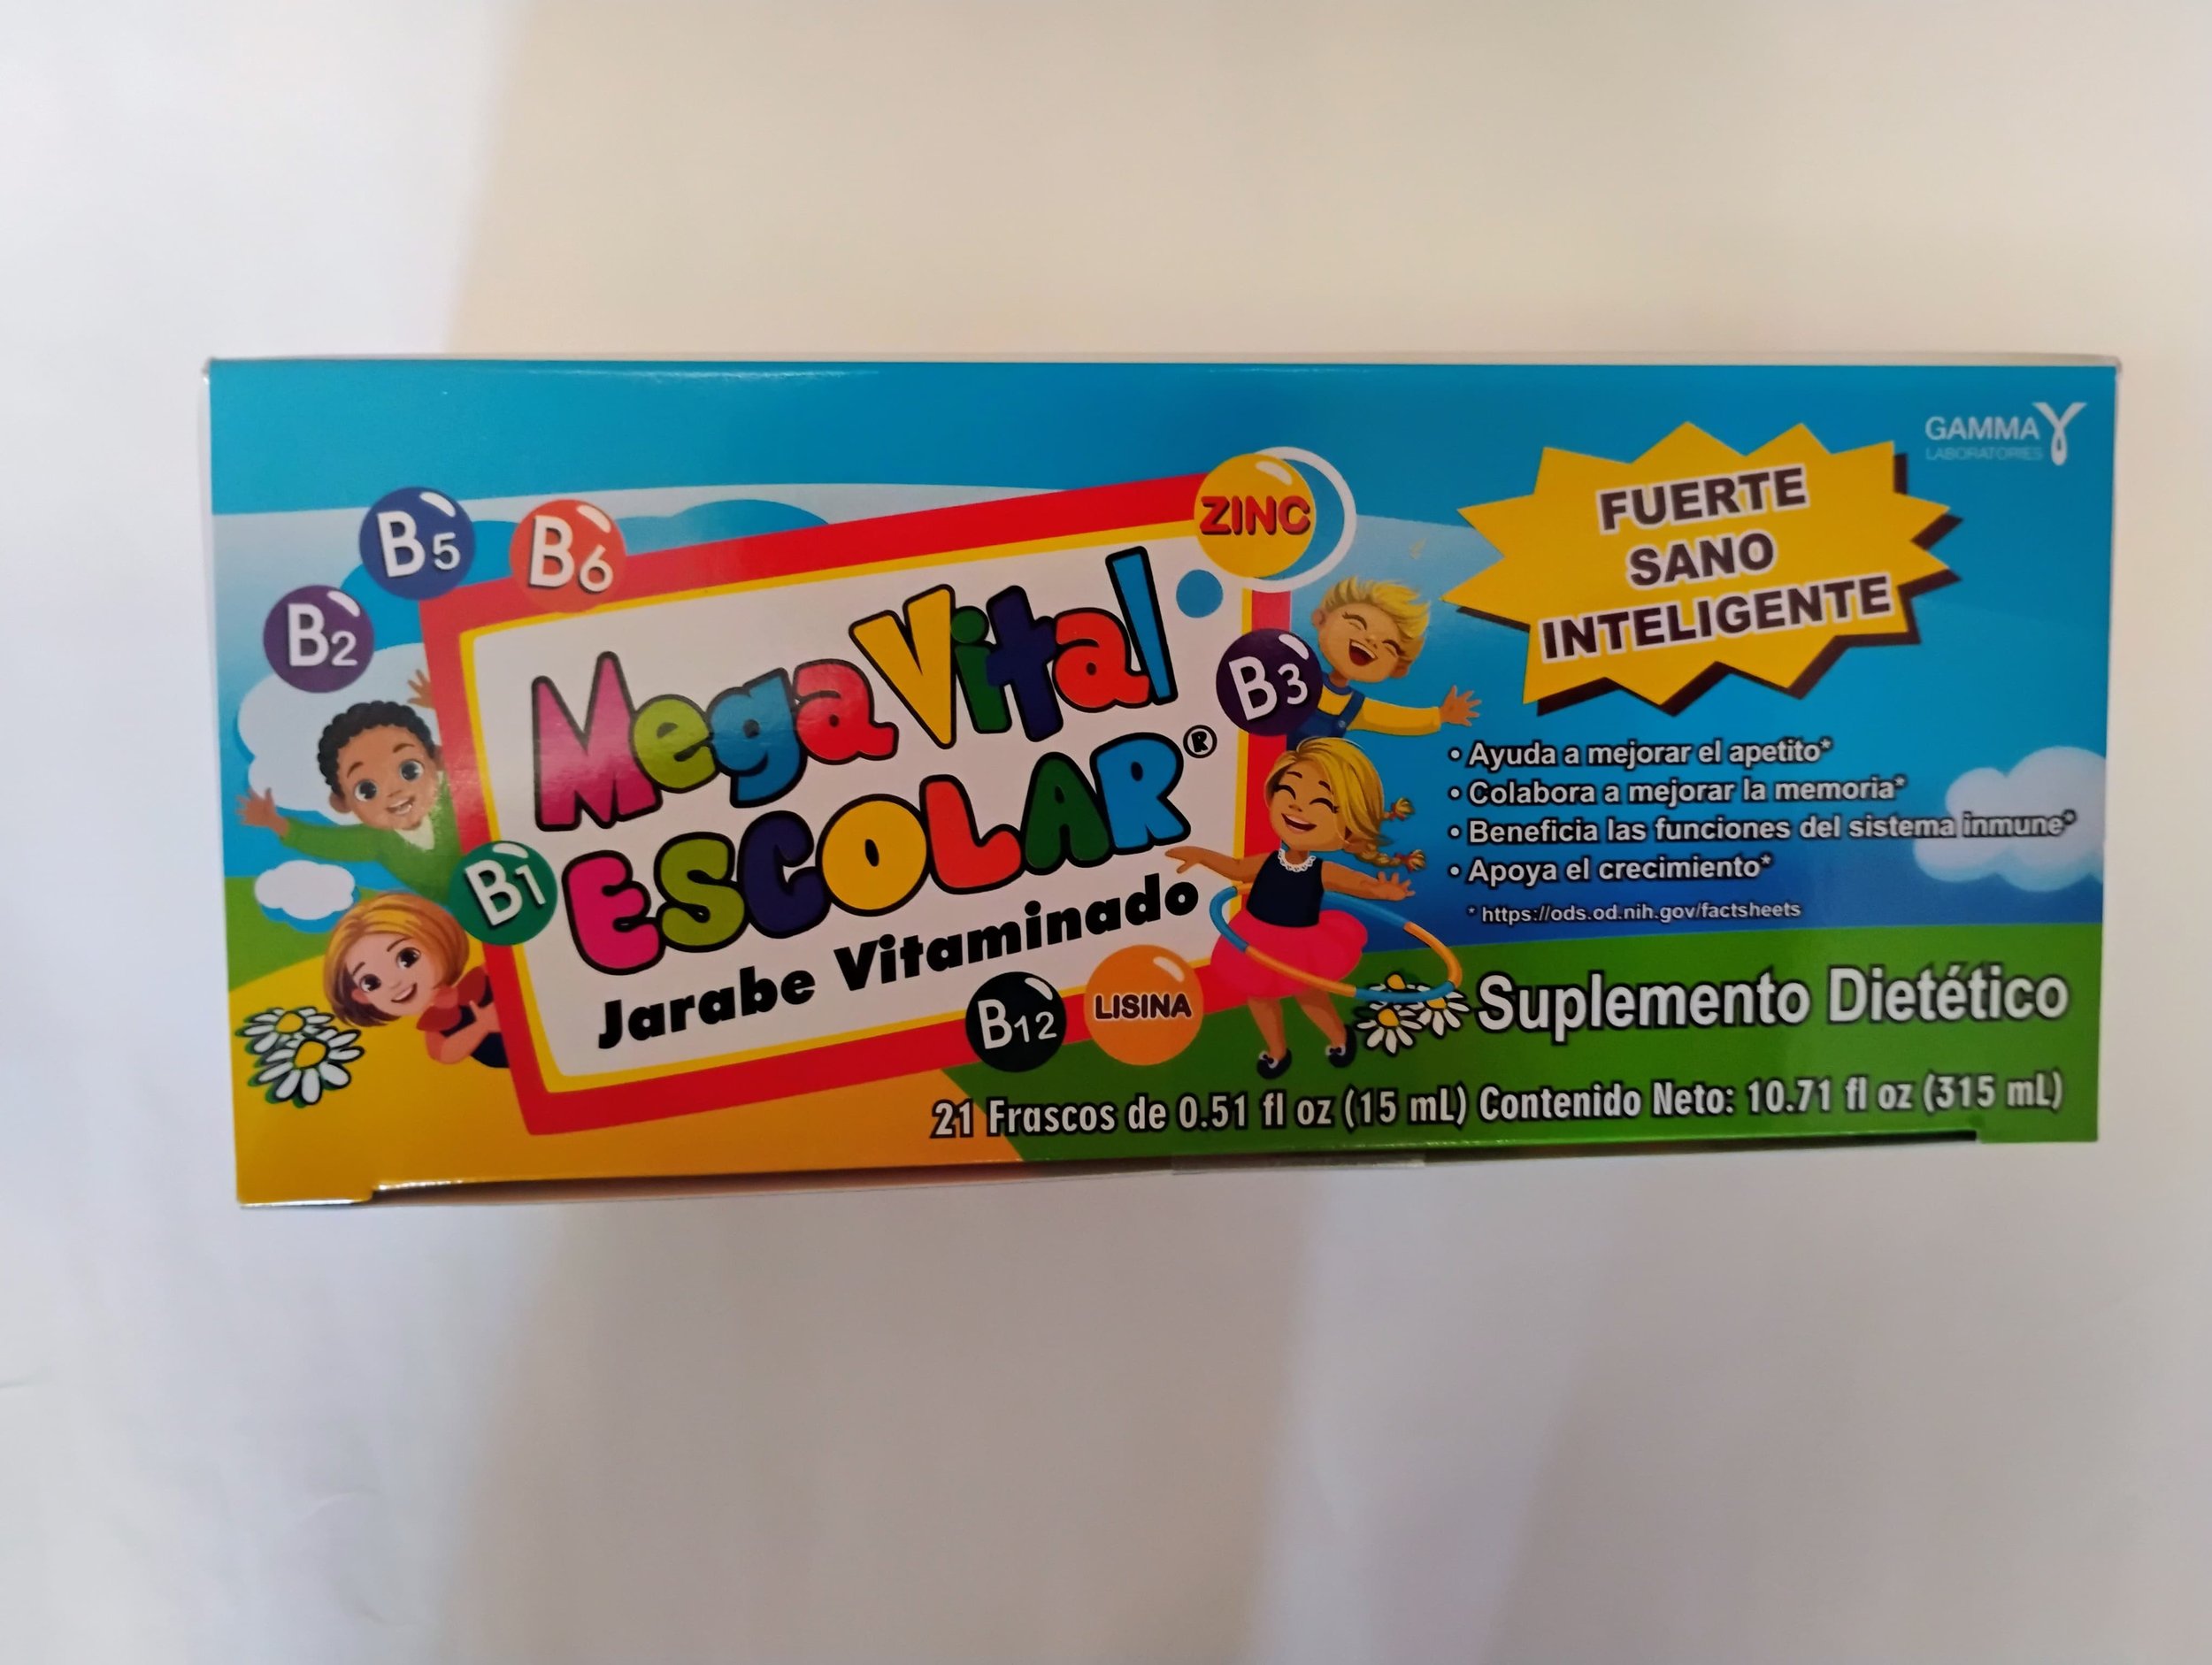 GAMMA
LABORATORIES
B5
B6
B2
ZINC
B3
B1
MegaVital
ESCOLAR®
Jarabe Vitaminado
B12
LISINA
FUERTE
SANO
INTELIGENTE
• Ayuda a mejorar el apetito*
• Colabora a mejorar la memoria*
• Beneficia las funciones del sistema inmune*
• Apoya el crecimiento*
* https://ods.od.nih.gov/factsheets
Suplemento Dietético
21 Frascos de 0.51 fl oz (15 mL) Contenido Neto: 10.71 fl oz (315 mL)